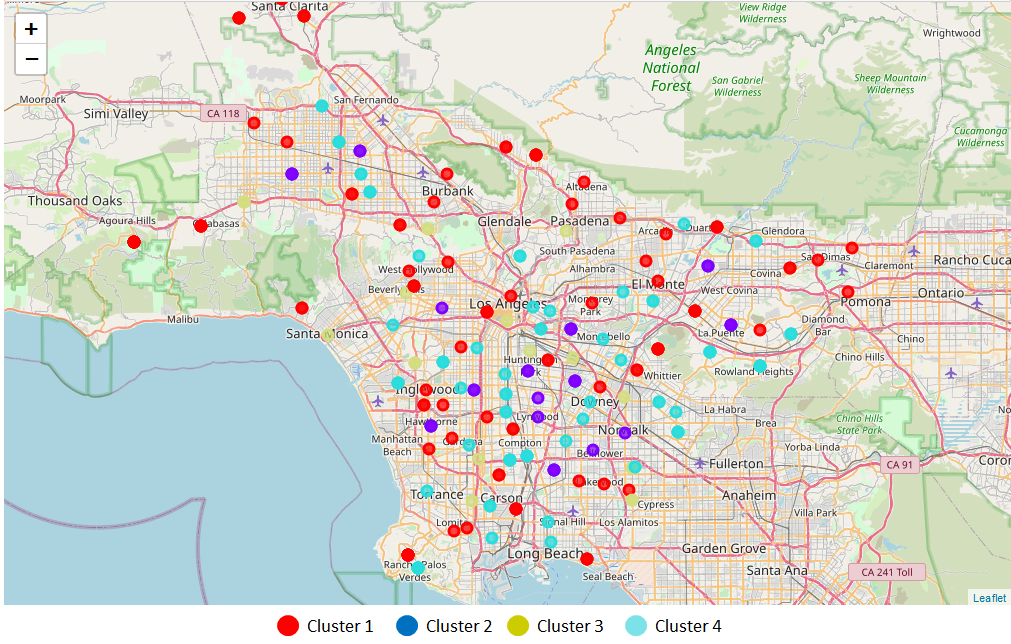 Santa Clarita
View Ridge
Wilderness
+
−
Wrightwood
Angeles
National
Forest
San Gabriel
Wilderness
Sheep Mountain
Wilderness
Moorpark
San Fernando
CA 118
Simi Valley
Cucamonga
Wilderness
Burbank
Altadena
Thousand Oaks
Agoura Hills
Glendale
Pasadena
Glendora
South Pasadena
San Dimas
Claremont
Rancho Cuca
West Hollywood
Alhambra
Covina
El Monte
West Covina
Ontario
Los Angeles
Monterey
Park
Pomona
Malibu
Diamond
Bar
Santa Monica
La Puente
Chino
Montebello
Huntington
Park
Chino Hills
Whittier
Rowland Heights
Inglewood
Downey
La Habra
Chino Hills
State Park
Hawthorne
Lynwood
Brea
Norwalk
Manhattan
Beach
Gardena
Compton
Yorba Linda
Bellflower
Fullerton
CA 91
Coron
Torrance
Carson
Lakewood
Anaheim
Cypress
Villa Park
Lomita
Signal Hill
Los Alamitos
Long Beach
Garden Grove
Rancho Palos
Verdes
Seal Beach
Santa Ana
CA 241 Toll
Leaflet
Cluster 1
Cluster 2
Cluster 3
Cluster 4